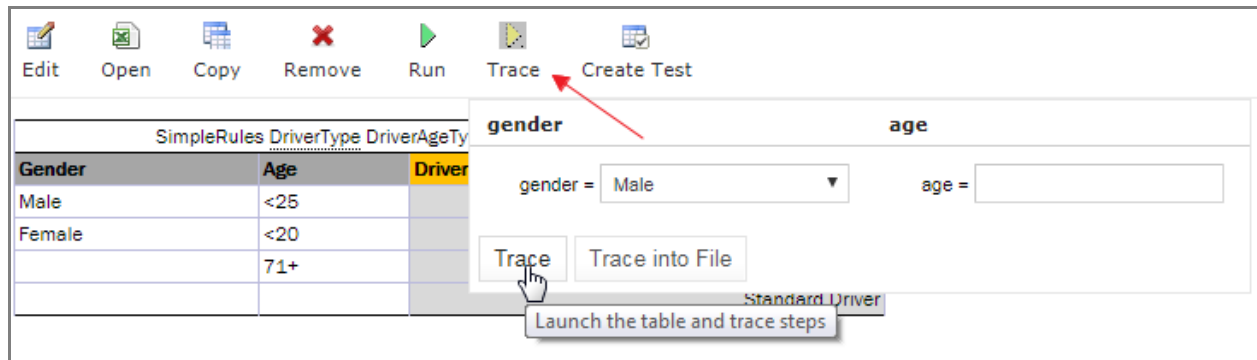 Edit Open Copy Remove Run Trace Create Test
gender age
SimpleRules DriverType DriverAgeTy
Gender Age Driver
gender = Male age =
Male <25
Female <20
71+
Trace Trace into File
Standard Driver
Launch the table and trace steps